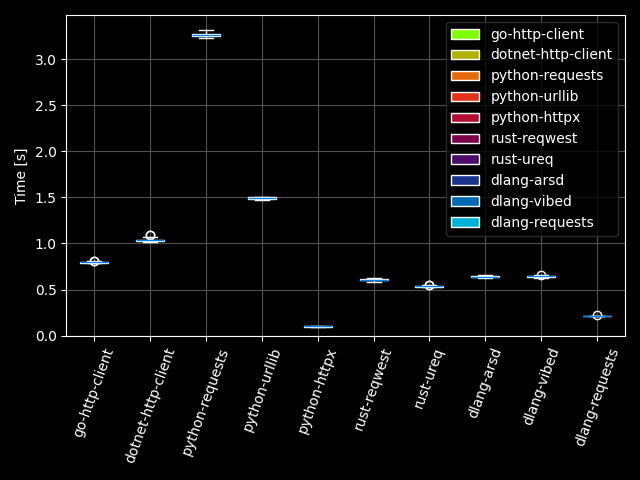 Time [s]
3.0
2.5
2.0
1.5
1.0
0.5
0.0
go-http-client
dotnet-http-client
python-requests
python-urllib
python-httpx
rust-reqwest
rust-ureq
dlang-arsd
dlang-vibed
dlang-requests
go-http-client
dotnet-http-client
python-requests
python-urllib
python-httpx
rust-reqwest
rust-ureq
dlang-arsd
dlang-vibed
dlang-requests